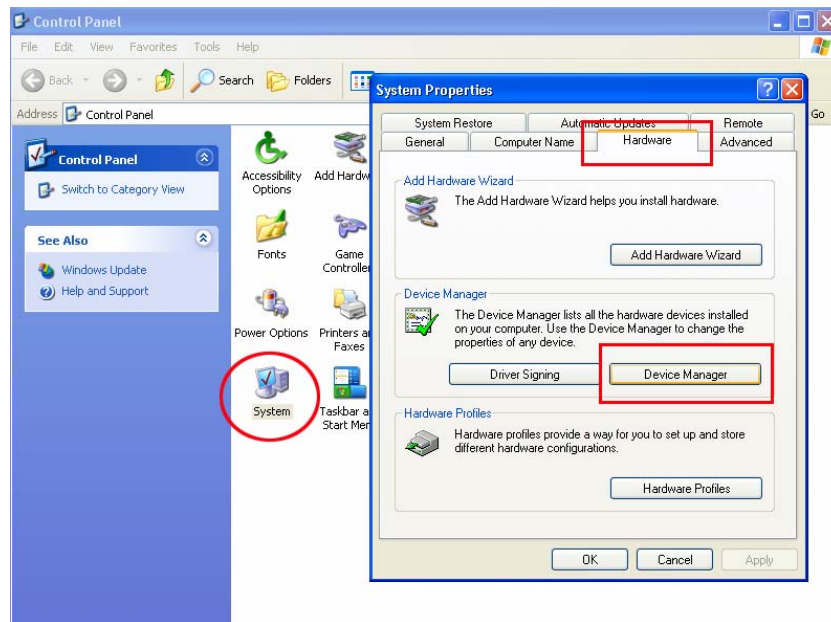 Control Panel
File Edit View Favorites Tools Help
Back Search Folders
Address Control Panel
Go
Control Panel
Switch to Category View
See Also
Windows Update
Help and Support
Accessibility
Options
Add Hardw
Fonts
Game
Controlle
Power Options
Printers a
Faxes
System
Taskbar a
Start Me
System Properties
System Restore Automatic Updates Remote
General Computer Name Hardware Advanced
Add Hardware Wizard
The Add Hardware Wizard helps you install hardware.
Add Hardware Wizard
Device Manager
The Device Manager lists all the hardware devices installed
on your computer. Use the Device Manager to change the
properties of any device.
Driver Signing Device Manager
Hardware Profiles
Hardware profiles provide a way for you to set up and store
different hardware configurations.
Hardware Profiles
OK Cancel Apply